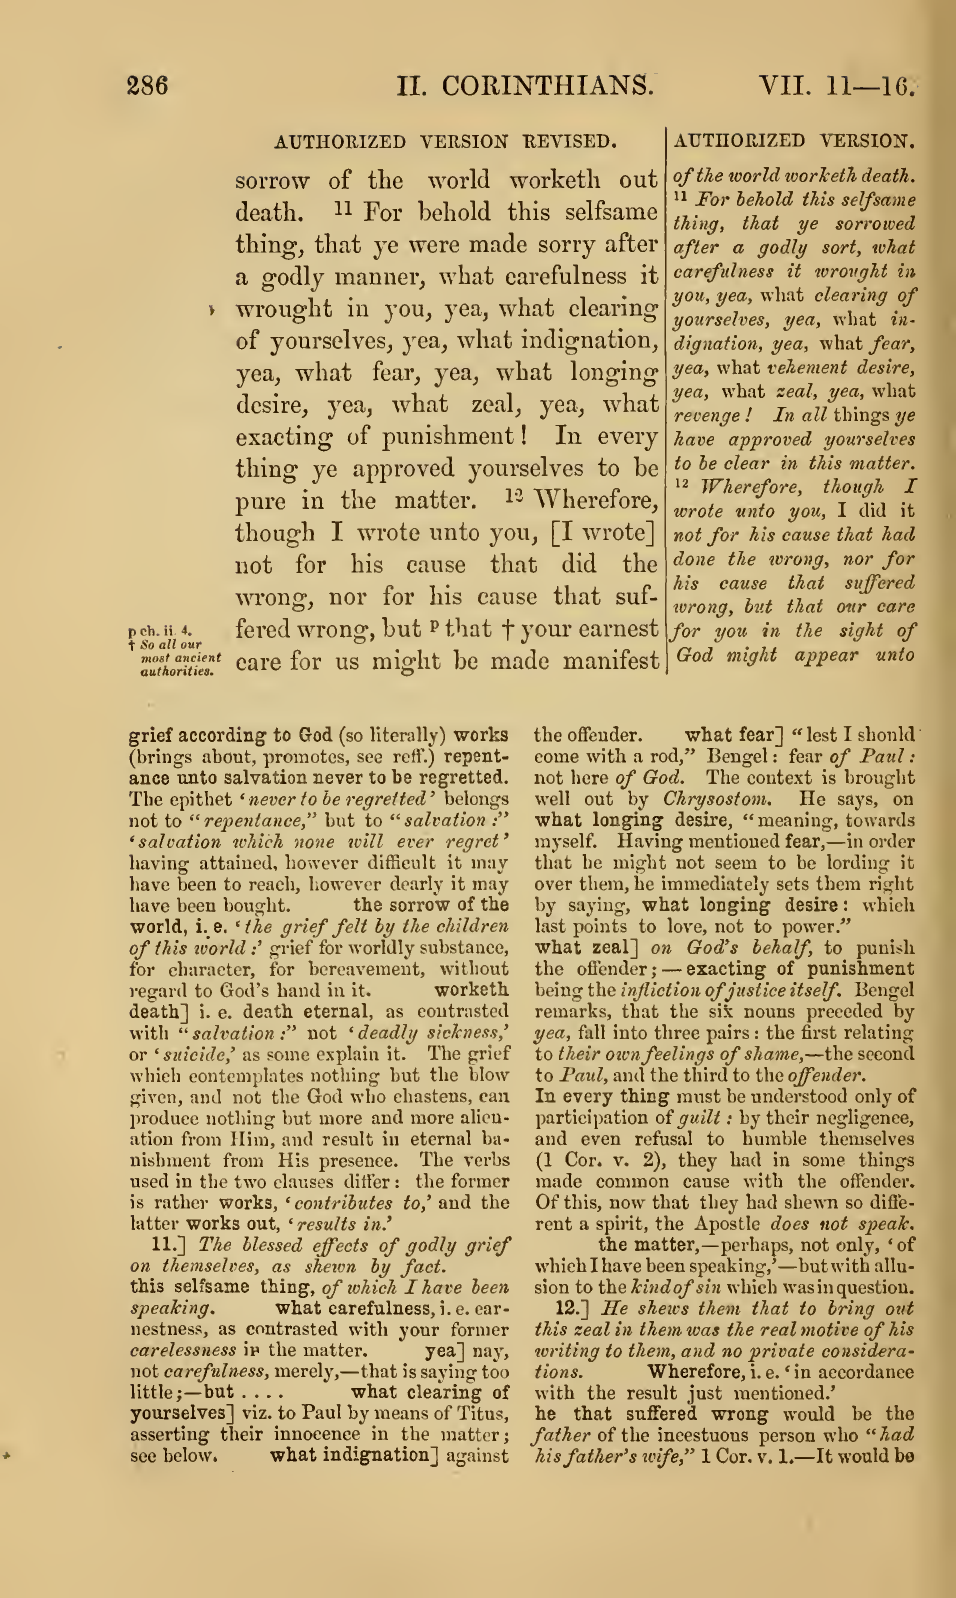 286 II. CORINTHIANS. VII. 11—16.
AUTHORIZED VERSION REVISED.
sorrow of the world worketh out
death. 11 For behold this selfsame
thing, that ye were made sorry after
a godly manner, what carefulness it
wrought in you, yea, what clearing
of yourselves, yea, what indignation,
yea, what fear, yea, what longing
desire, yea, what zeal, yea, what
exacting of punishment! In every
thing ye approved yourselves to be
pure in the matter. 12 Wherefore,
though I wrote unto you, [I wrote]
not for his cause that did the
wrong, nor for his cause that suf-
fered wrong, but p that † your earnest
care for us might be made manifest
p ch. ii. 4.
† So all our
most ancient
authorities.
AUTHORIZED VERSION.
of the world worketh death.
11 For behold this selfsame
thing, that ye sorrowed
after a godly sort, what
carefulness it wrought in
you, yea, what clearing of
yourselves, yea, what in-
dignation, yea, what fear,
yea, what vehement desire,
yea, what zeal, yea, what
revenge! In all things ye
have approved yourselves
to be clear in this matter.
12 Wherefore, though I
wrote unto you, I did it
not for his cause that had
done the wrong, nor for
his cause that suffered
wrong, but that our care
for you in the sight of
God might appear unto
grief according to God (so literally) works
(brings about, promotes, see reff.) repent-
ance unto salvation never to be regretted.
The epithet ‘never to be regretted’ belongs
not to “repentance,” but to “salvation:”
‘salvation which none will ever regret’
having attained, however difficult it may
have been to reach, however dearly it may
have been bought. the sorrow of the
world, i. e. ‘the grief felt by the children
of this world:’ grief for worldly substance,
for character, for bereavement, without
regard to God's hand in it. worketh
death] i. e. death eternal, as contrasted
with “salvation:” not ‘deadly sickness,’
or ‘suicide,’ as some explain it. The grief
which contemplates nothing but the blow
given, and not the God who chastens, can
produce nothing but more and more alien-
ation from Him, and result in eternal ba-
nishment from His presence. The verbs
used in the two clauses differ: the former
is rather works, ‘contributes to,’ and the
latter works out, ‘results in.’
11.] The blessed effects of godly grief
on themselves, as shewn by fact.
this selfsame thing, of which I have been
speaking. what carefulness, i. e. ear-
nestness, as contrasted with your former
carelessness in the matter. yea] nay,
not carefulness, merely,—that is saying too
little;—but . . . . what clearing of
yourselves] viz. to Paul by means of Titus,
asserting their innocence in the matter;
see below. what indignation] against
the offender. what fear] “lest I should
come with a rod,” Bengel: fear of Paul:
not here of God. The context is brought
well out by Chrysostom. He says, on
what longing desire, “meaning, towards
myself. Having mentioned fear,—in order
that he might not seem to be lording it
over them, he immediately sets them right
by saying, what longing desire: which
last points to love, not to power.”
what zeal] on God's behalf, to punish
the offender;—exacting of punishment
being the infliction of justice itself. Bengel
remarks, that the six nouns preceded by
yea, fall into three pairs: the first relating
to their own feelings of shame,—the second
to Paul, and the third to the offender.
In every thing must be understood only of
participation of guilt: by their negligence,
and even refusal to humble themselves
(1 Cor. v. 2), they had in some things
made common cause with the offender.
Of this, now that they had shewn so diffe-
rent a spirit, the Apostle does not speak.
the matter,—perhaps, not only, ‘of
which I have been speaking,’—but with allu-
sion to the kind of sin which was in question.
12.] He shews them that to bring out
this zeal in them was the real motive of his
writing to them, and no private considera-
tions. Wherefore, i. e. ‘in accordance
with the result just mentioned.’
he that suffered wrong would be the
father of the incestuous person who “had
his father's wife,” 1 Cor. v. 1.—It would be